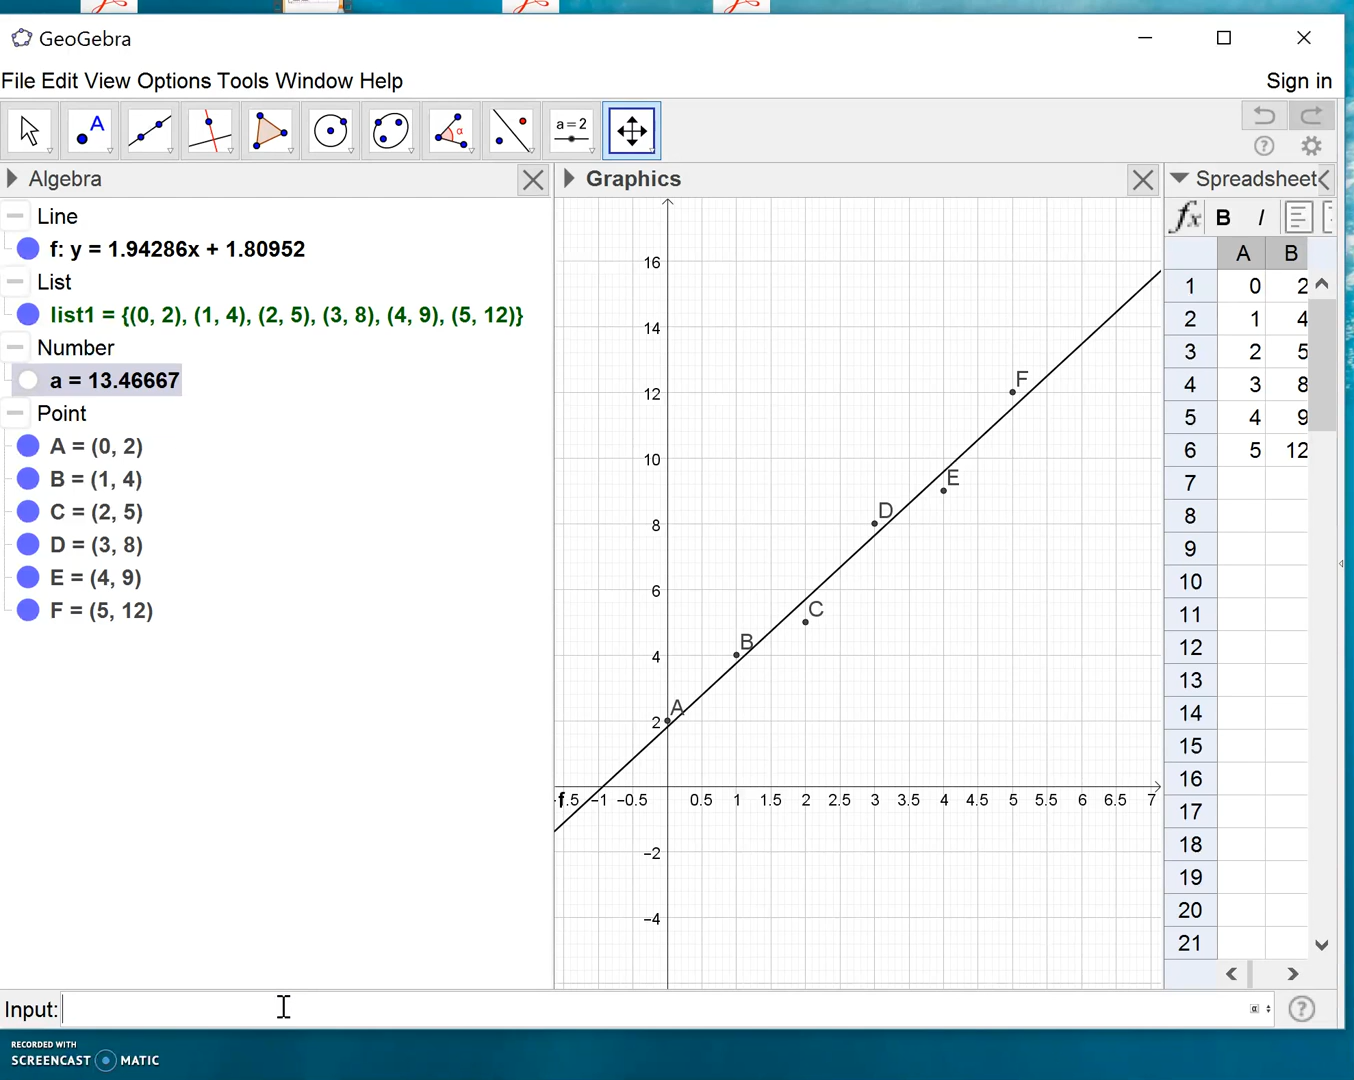 GeoGebra
File Edit View Options Tools Window Help
Sign in
A
α
a=2
Algebra
Graphics
Spreadsheet
Line
f: y = 1.94286x + 1.80952
List
list1 = {(0, 2), (1, 4), (2, 5), (3, 8), (4, 9), (5, 12)}
Number
a = 13.46667
Point
A = (0, 2)
B = (1, 4)
C = (2, 5)
D = (3, 8)
E = (4, 9)
F = (5, 12)
16
14
12
10
8
6
4
2
−2
−4
F
E
D
C
B
A
f
1.5 −1 −0.5 0.5 1 1.5 2 2.5 3 3.5 4 4.5 5 5.5 6 6.5 7
fx B I
A B
1 0 2
2 1 4
3 2 5
4 3 8
5 4 9
6 5 12
7
8
9
10
11
12
13
14
15
16
17
18
19
20
21
Input:
α
RECORDED WITH
SCREENCAST MATIC